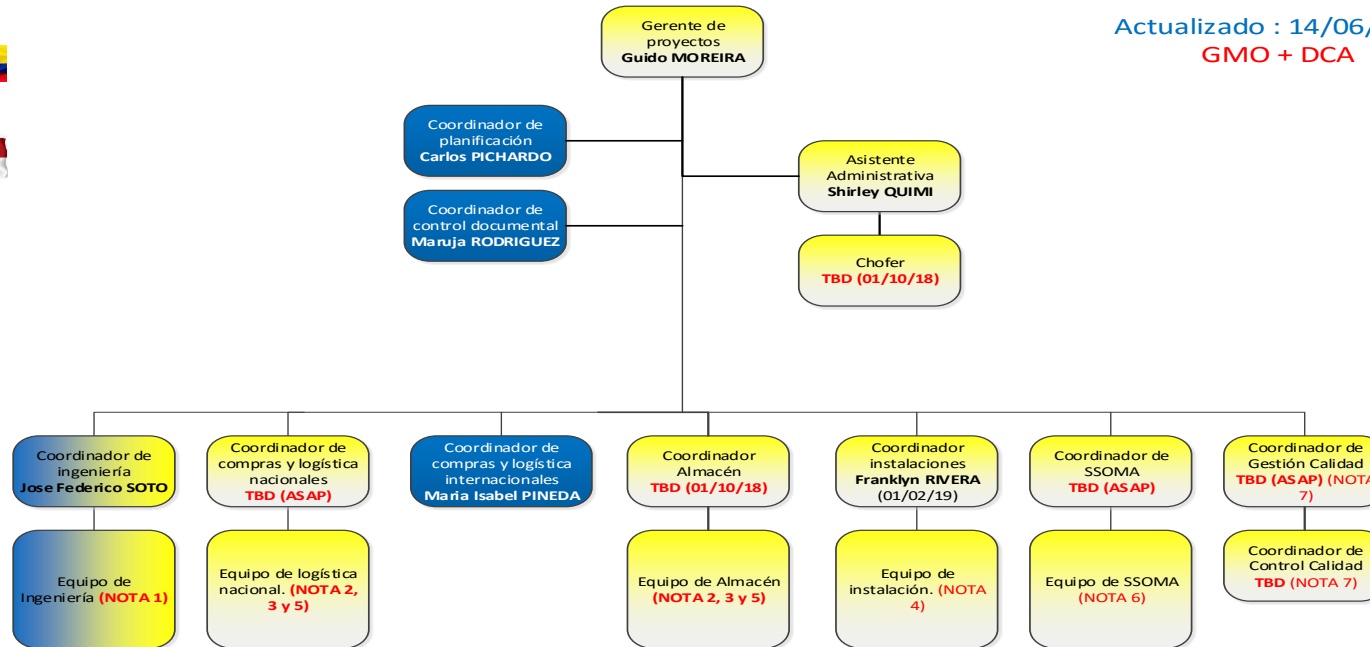 Gerente de
proyectos
Guido MOREIRA
Actualizado : 14/06/
GMO + DCA
Coordinador de
planificación
Carlos PICHARDO
Asistente
Administrativa
Shirley QUIMI
Coordinador de
control documental
Maruja RODRIGUEZ
Chofer
TBD (01/10/18)
Coordinador de
ingeniería
Jose Federico SOTO
Coordinador de
compras y logística
nacionales
TBD (ASAP)
Coordinador de
compras y logística
internacionales
Maria Isabel PINEDA
Coordinador
Almacén
TBD (01/10/18)
Coordinador
instalaciones
Franklyn RIVERA
(01/02/19)
Coordinador de
SSOMA
TBD (ASAP)
Coordinador de
Gestión Calidad
TBD (ASAP) (NOTA
7)
Equipo de
Ingeniería (NOTA 1)
Equipo de logística
nacional. (NOTA 2,
3 y 5)
Equipo de Almacén
(NOTA 2, 3 y 5)
Equipo de
instalación. (NOTA
4)
Equipo de SSOMA
(NOTA 6)
Coordinador de
Control Calidad
TBD (NOTA 7)